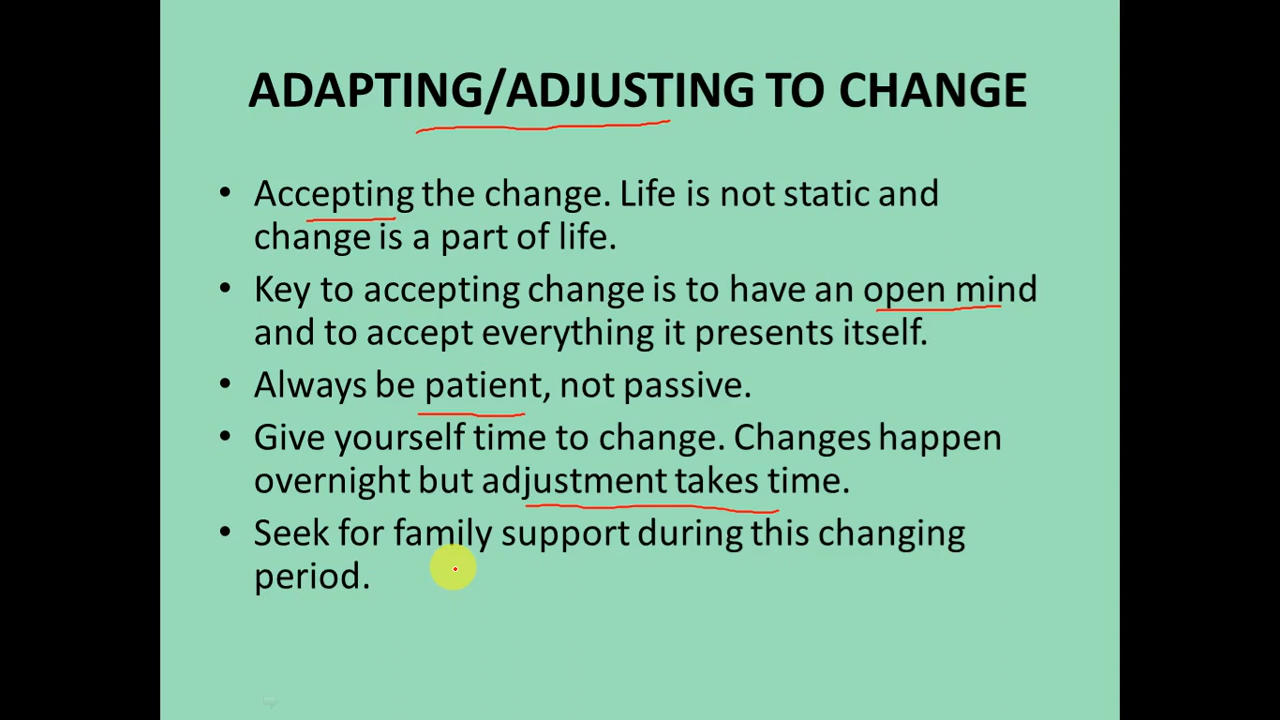 ADAPTING/ADJUSTING TO CHANGE
• Accepting the change. Life is not static and
change is a part of life.
• Key to accepting change is to have an open mind
and to accept everything it presents itself.
• Always be patient, not passive.
• Give yourself time to change. Changes happen
overnight but adjustment takes time.
• Seek for family support during this changing
period.